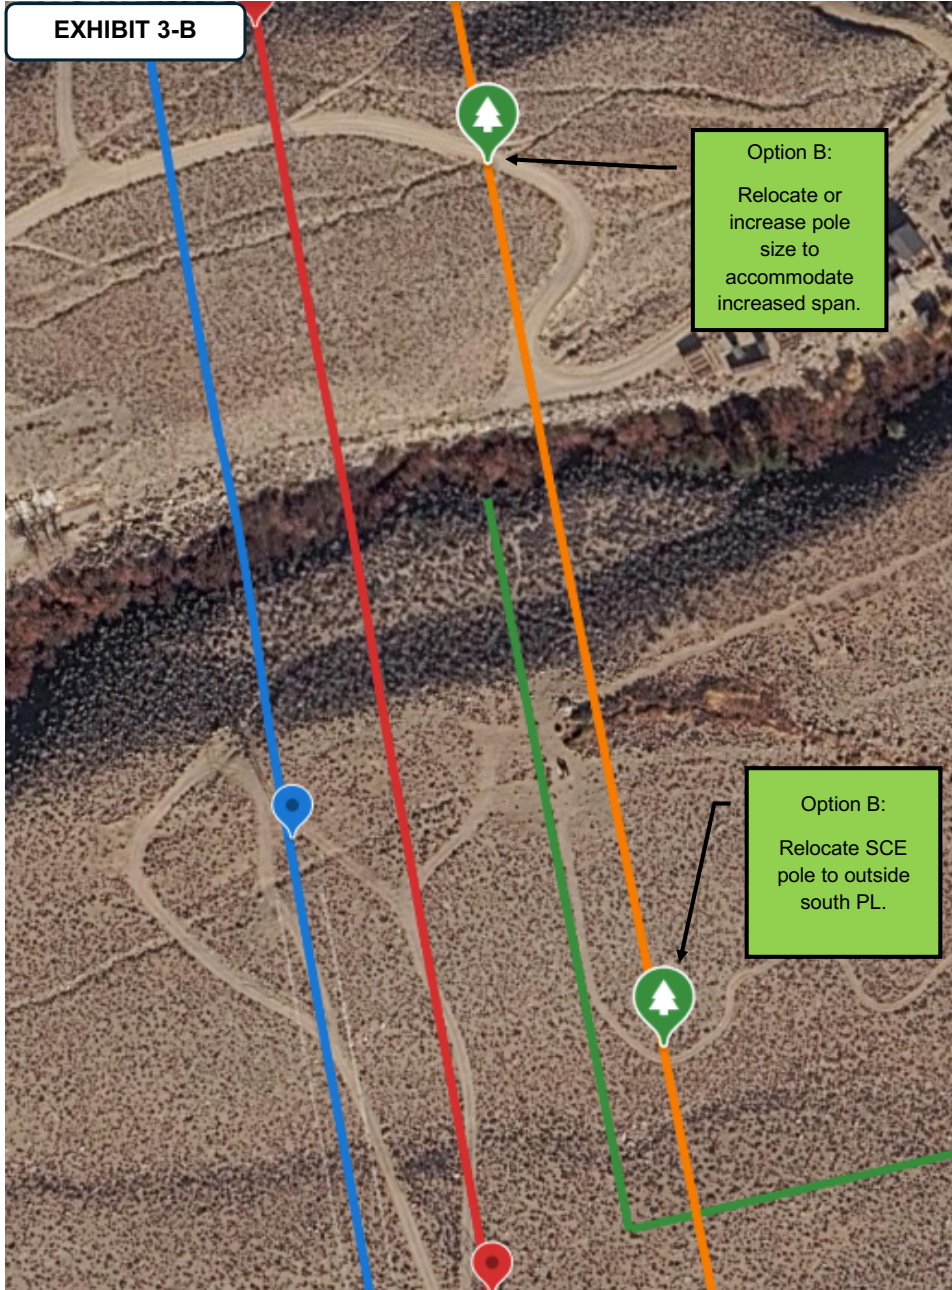 EXHIBIT 3-B
Option B:
Relocate or
increase pole
size to
accommodate
increased span.
Option B:
Relocate SCE
pole to outside
south PL.